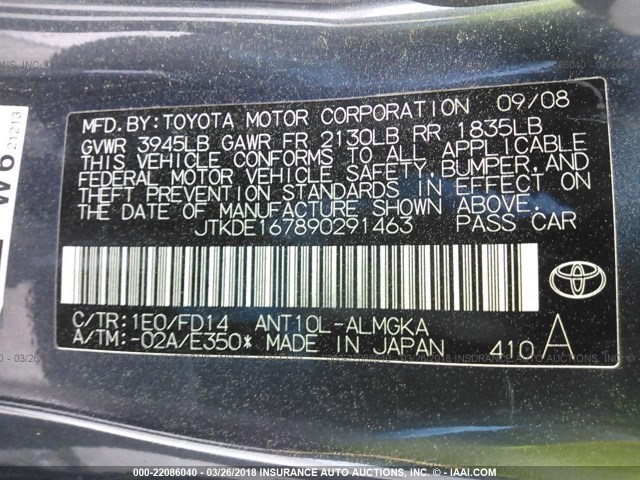 MFD. BY: TOYOTA MOTOR CORPORATION 09/08
GVWR 3945LB GAWR FR 2130LB RR 1835LB
THIS VEHICLE CONFORMS TO ALL APPLICABLE
FEDERAL MOTOR VEHICLE SAFETY, BUMPER, AND
THEFT PREVENTION STANDARDS IN EFFECT ON
THE DATE OF MANUFACTURE SHOWN ABOVE.
JTKDE167890291463 PASS CAR
C/TR: 1E0/FD14 ANT10L-ALMGKA
A/TM: -02A/E350* MADE IN JAPAN 410A
W6
21213
000-22086040 - 03/26/2018 INSURANCE AUTO AUCTIONS, INC. - © - IAAI.COM